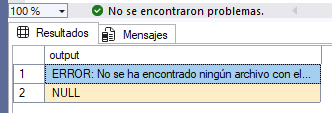 100 %
No se encontraron problemas.
Resultados
Mensajes
output
1 ERROR: No se ha encontrado ningún archivo con el...
2 NULL